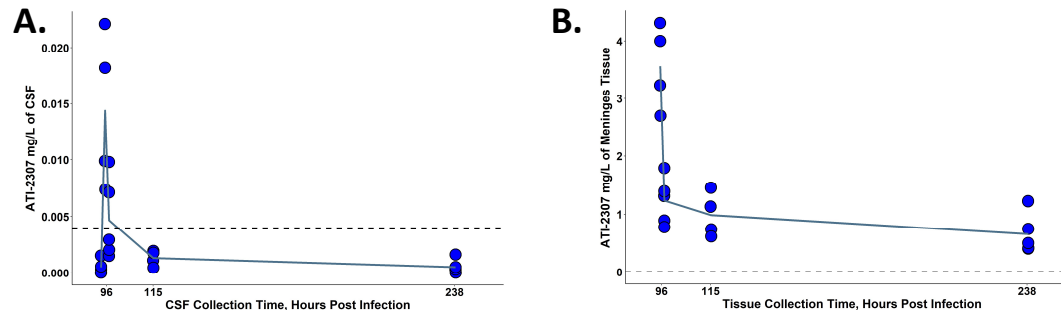 A.
ATI-2307 mg/L of CSF
0.020
0.015
0.010
0.005
0.000
96
115
238
CSF Collection Time, Hours Post Infection
B.
ATI-2307 mg/L of Meninges Tissue
4
3
2
1
0
96
115
238
Tissue Collection Time, Hours Post Infection